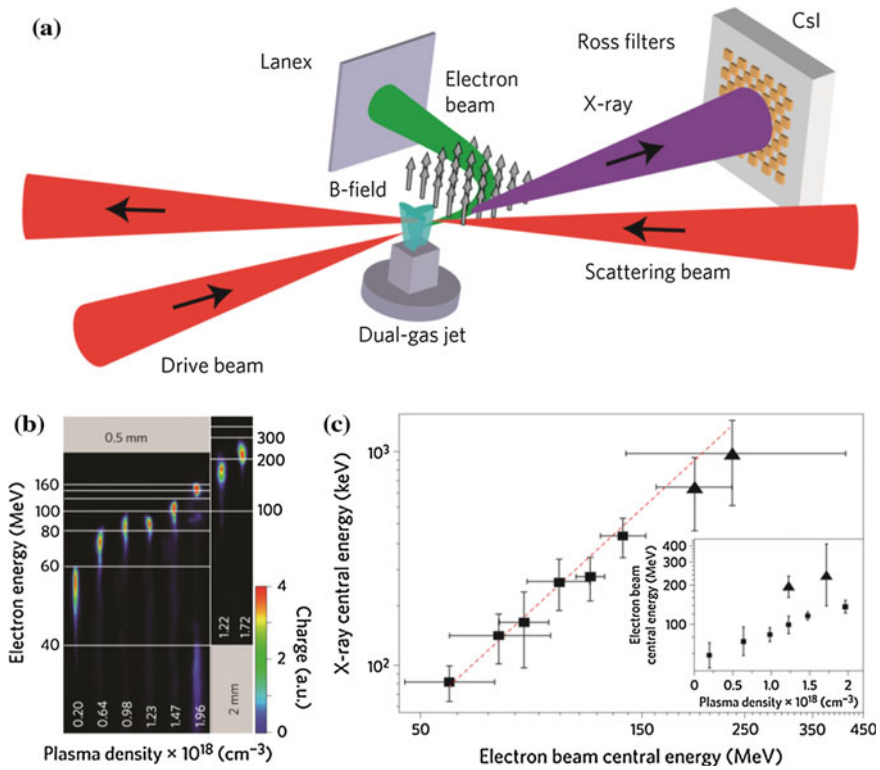 (a)
CsI
Ross filters
Lanex
Electron
beam
X-ray
B-field
Scattering beam
Dual-gas jet
Drive beam
(b)
0.5 mm
Electron energy (MeV)
160
100
80
60
40
300
200
100
1.22
1.72
4
3
2
1
0
Charge (a.u.)
0.20
0.64
0.98
1.23
1.47
1.96
2 mm
Plasma density × 10¹⁸ (cm⁻³)
(c)
X-ray central energy (keV)
10³
10²
50
150
250
350
450
Electron beam central energy (MeV)
Electron beam
central energy
(MeV)
400
200
100
0
0.5
1.0
1.5
2
Plasma density × 10¹⁸ (cm⁻³)